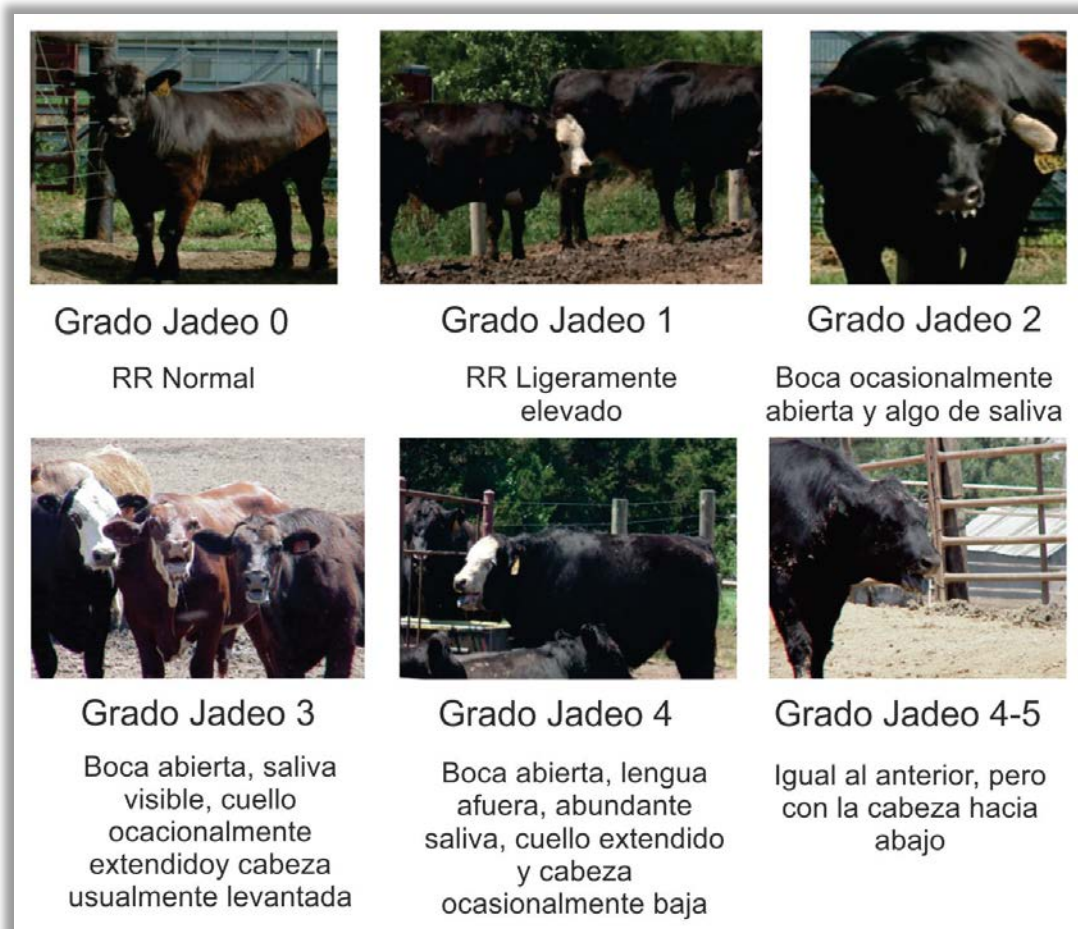 Grado Jadeo 0
RR Normal
Grado Jadeo 1
RR Ligeramente
elevado
Grado Jadeo 2
Boca ocasionalmente
abierta y algo de saliva
Grado Jadeo 3
Boca abierta, saliva
visible, cuello
ocacionalmente
extendidoy cabeza
usualmente levantada
Grado Jadeo 4
Boca abierta, lengua
afuera, abundante
saliva, cuello extendido
y cabeza
ocasionalmente baja
Grado Jadeo 4-5
Igual al anterior, pero
con la cabeza hacia
abajo